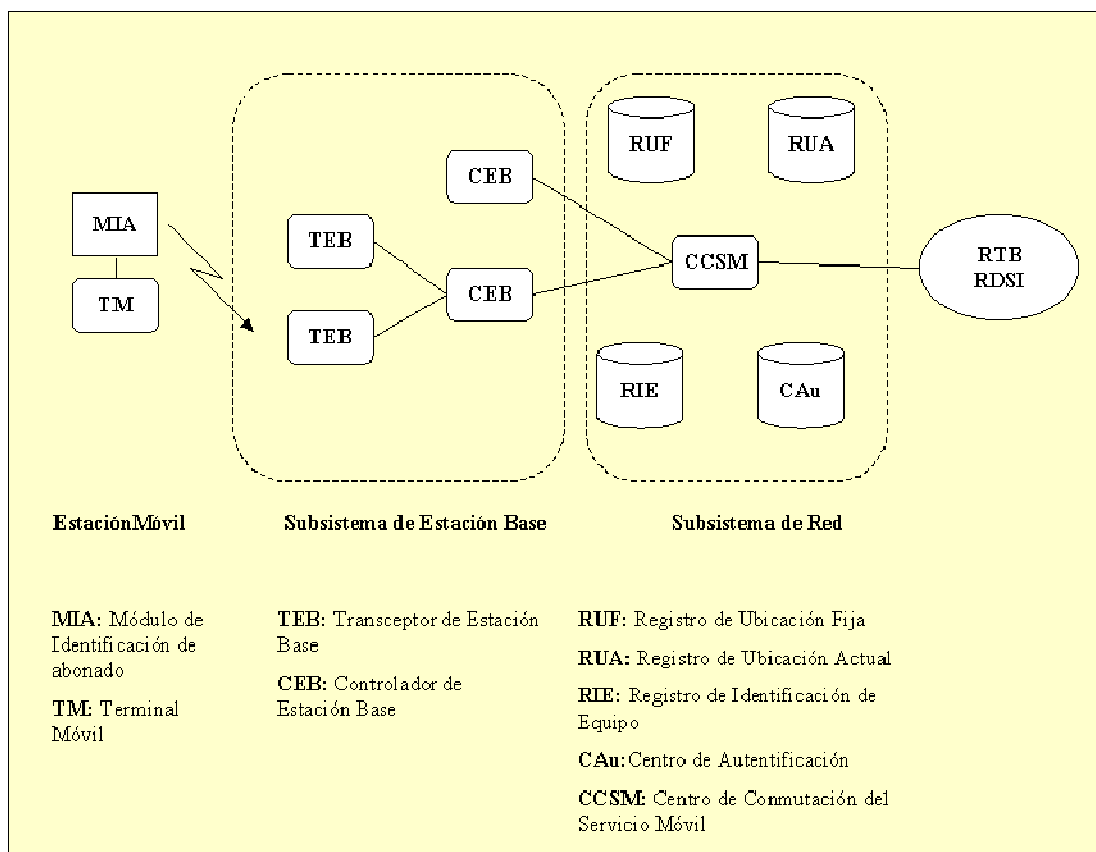 RUF
RUA
CEB
MIA
TEB
RTB
RDSI
CCSM
TM
CEB
TEB
RIE
CAu
EstaciónMóvil
Subsistema de Estación Base
Subsistema de Red
MIA: Módulo de
Identificación de
abonado
TM: Terminal
Móvil
TEB: Transceptor de Estación
Base
CEB: Controlador de
Estación Base
RUF: Registro de Ubicación Fija
RUA: Registro de Ubicación Actual
RIE: Registro de Identificación de
Equipo
CAu:Centro de Autentificación
CCSM: Centro de Conmutación del
Servicio Móvil